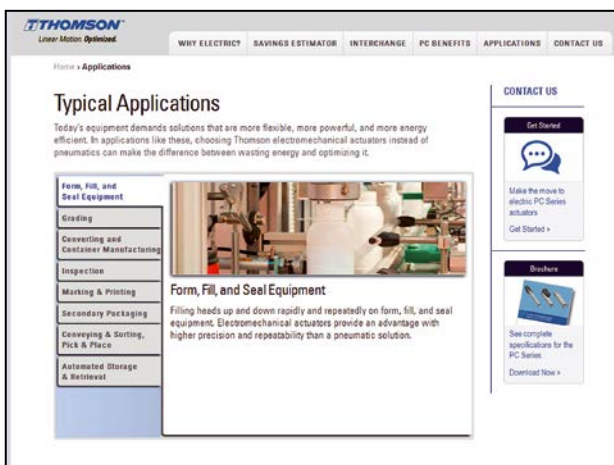 THOMSON
Linear Motion. Optimized.
WHY ELECTRIC? SAVINGS ESTIMATOR INTERCHANGE PC BENEFITS APPLICATIONS CONTACT US
Home › Applications
Typical Applications
Today's equipment demands solutions that are more flexible, more powerful, and more energy
efficient. In applications like these, choosing Thomson electromechanical actuators instead of
pneumatics can make the difference between wasting energy and optimizing it.
Form, Fill, and
Seal Equipment
Grading
Converting and
Container Manufacturing
Inspection
Marking & Printing
Secondary Packaging
Conveying & Sorting,
Pick & Place
Automated Storage
& Retrieval
Form, Fill, and Seal Equipment
Filling heads up and down rapidly and repeatedly on form, fill, and seal
equipment. Electromechanical actuators provide an advantage with
higher precision and repeatability than a pneumatic solution.
CONTACT US
Get Started
Make the move to
electric PC Series
actuators
Get Started »
Brochure
See complete
specifications for the
PC Series.
Download Now »